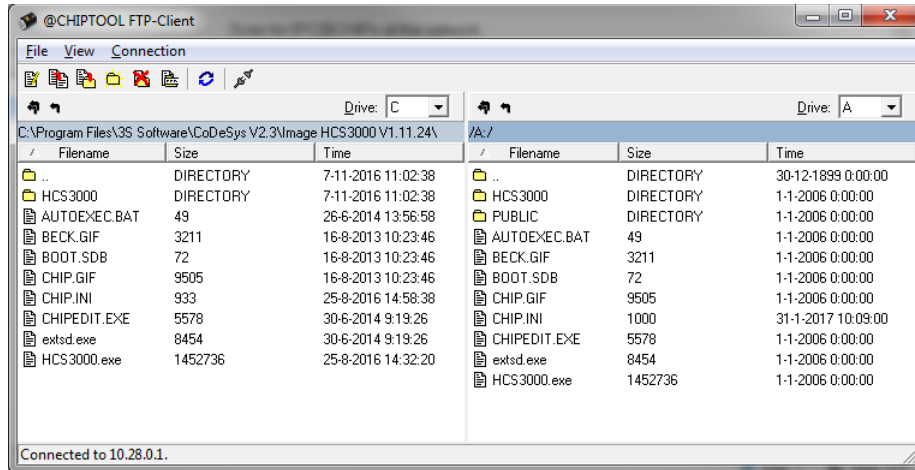 @CHIPTOOL FTP-Client
File View Connection
Drive: C
Drive: A
C:\Program Files\3S Software\CoDeSys V2.3\Image HCS3000 V1.11.24\
/A:/
Filename Size Time
Filename Size Time
.. DIRECTORY 7-11-2016 11:02:38
HCS3000 DIRECTORY 7-11-2016 11:02:38
AUTOEXEC.BAT 49 26-6-2014 13:56:58
BECK.GIF 3211 16-8-2013 10:23:46
BOOT.SDB 72 16-8-2013 10:23:46
CHIP.GIF 9505 16-8-2013 10:23:46
CHIP.INI 933 25-8-2016 14:58:38
CHIPEDIT.EXE 5578 30-6-2014 9:19:26
extsd.exe 8454 30-6-2014 9:19:26
HCS3000.exe 1452736 25-8-2016 14:32:20
.. DIRECTORY 30-12-1899 0:00:00
HCS3000 DIRECTORY 1-1-2006 0:00:00
PUBLIC DIRECTORY 1-1-2006 0:00:00
AUTOEXEC.BAT 49 1-1-2006 0:00:00
BECK.GIF 3211 1-1-2006 0:00:00
BOOT.SDB 72 1-1-2006 0:00:00
CHIP.GIF 9505 1-1-2006 0:00:00
CHIP.INI 1000 31-1-2017 10:09:00
CHIPEDIT.EXE 5578 1-1-2006 0:00:00
extsd.exe 8454 1-1-2006 0:00:00
HCS3000.exe 1452736 1-1-2006 0:00:00
Connected to 10.28.0.1.